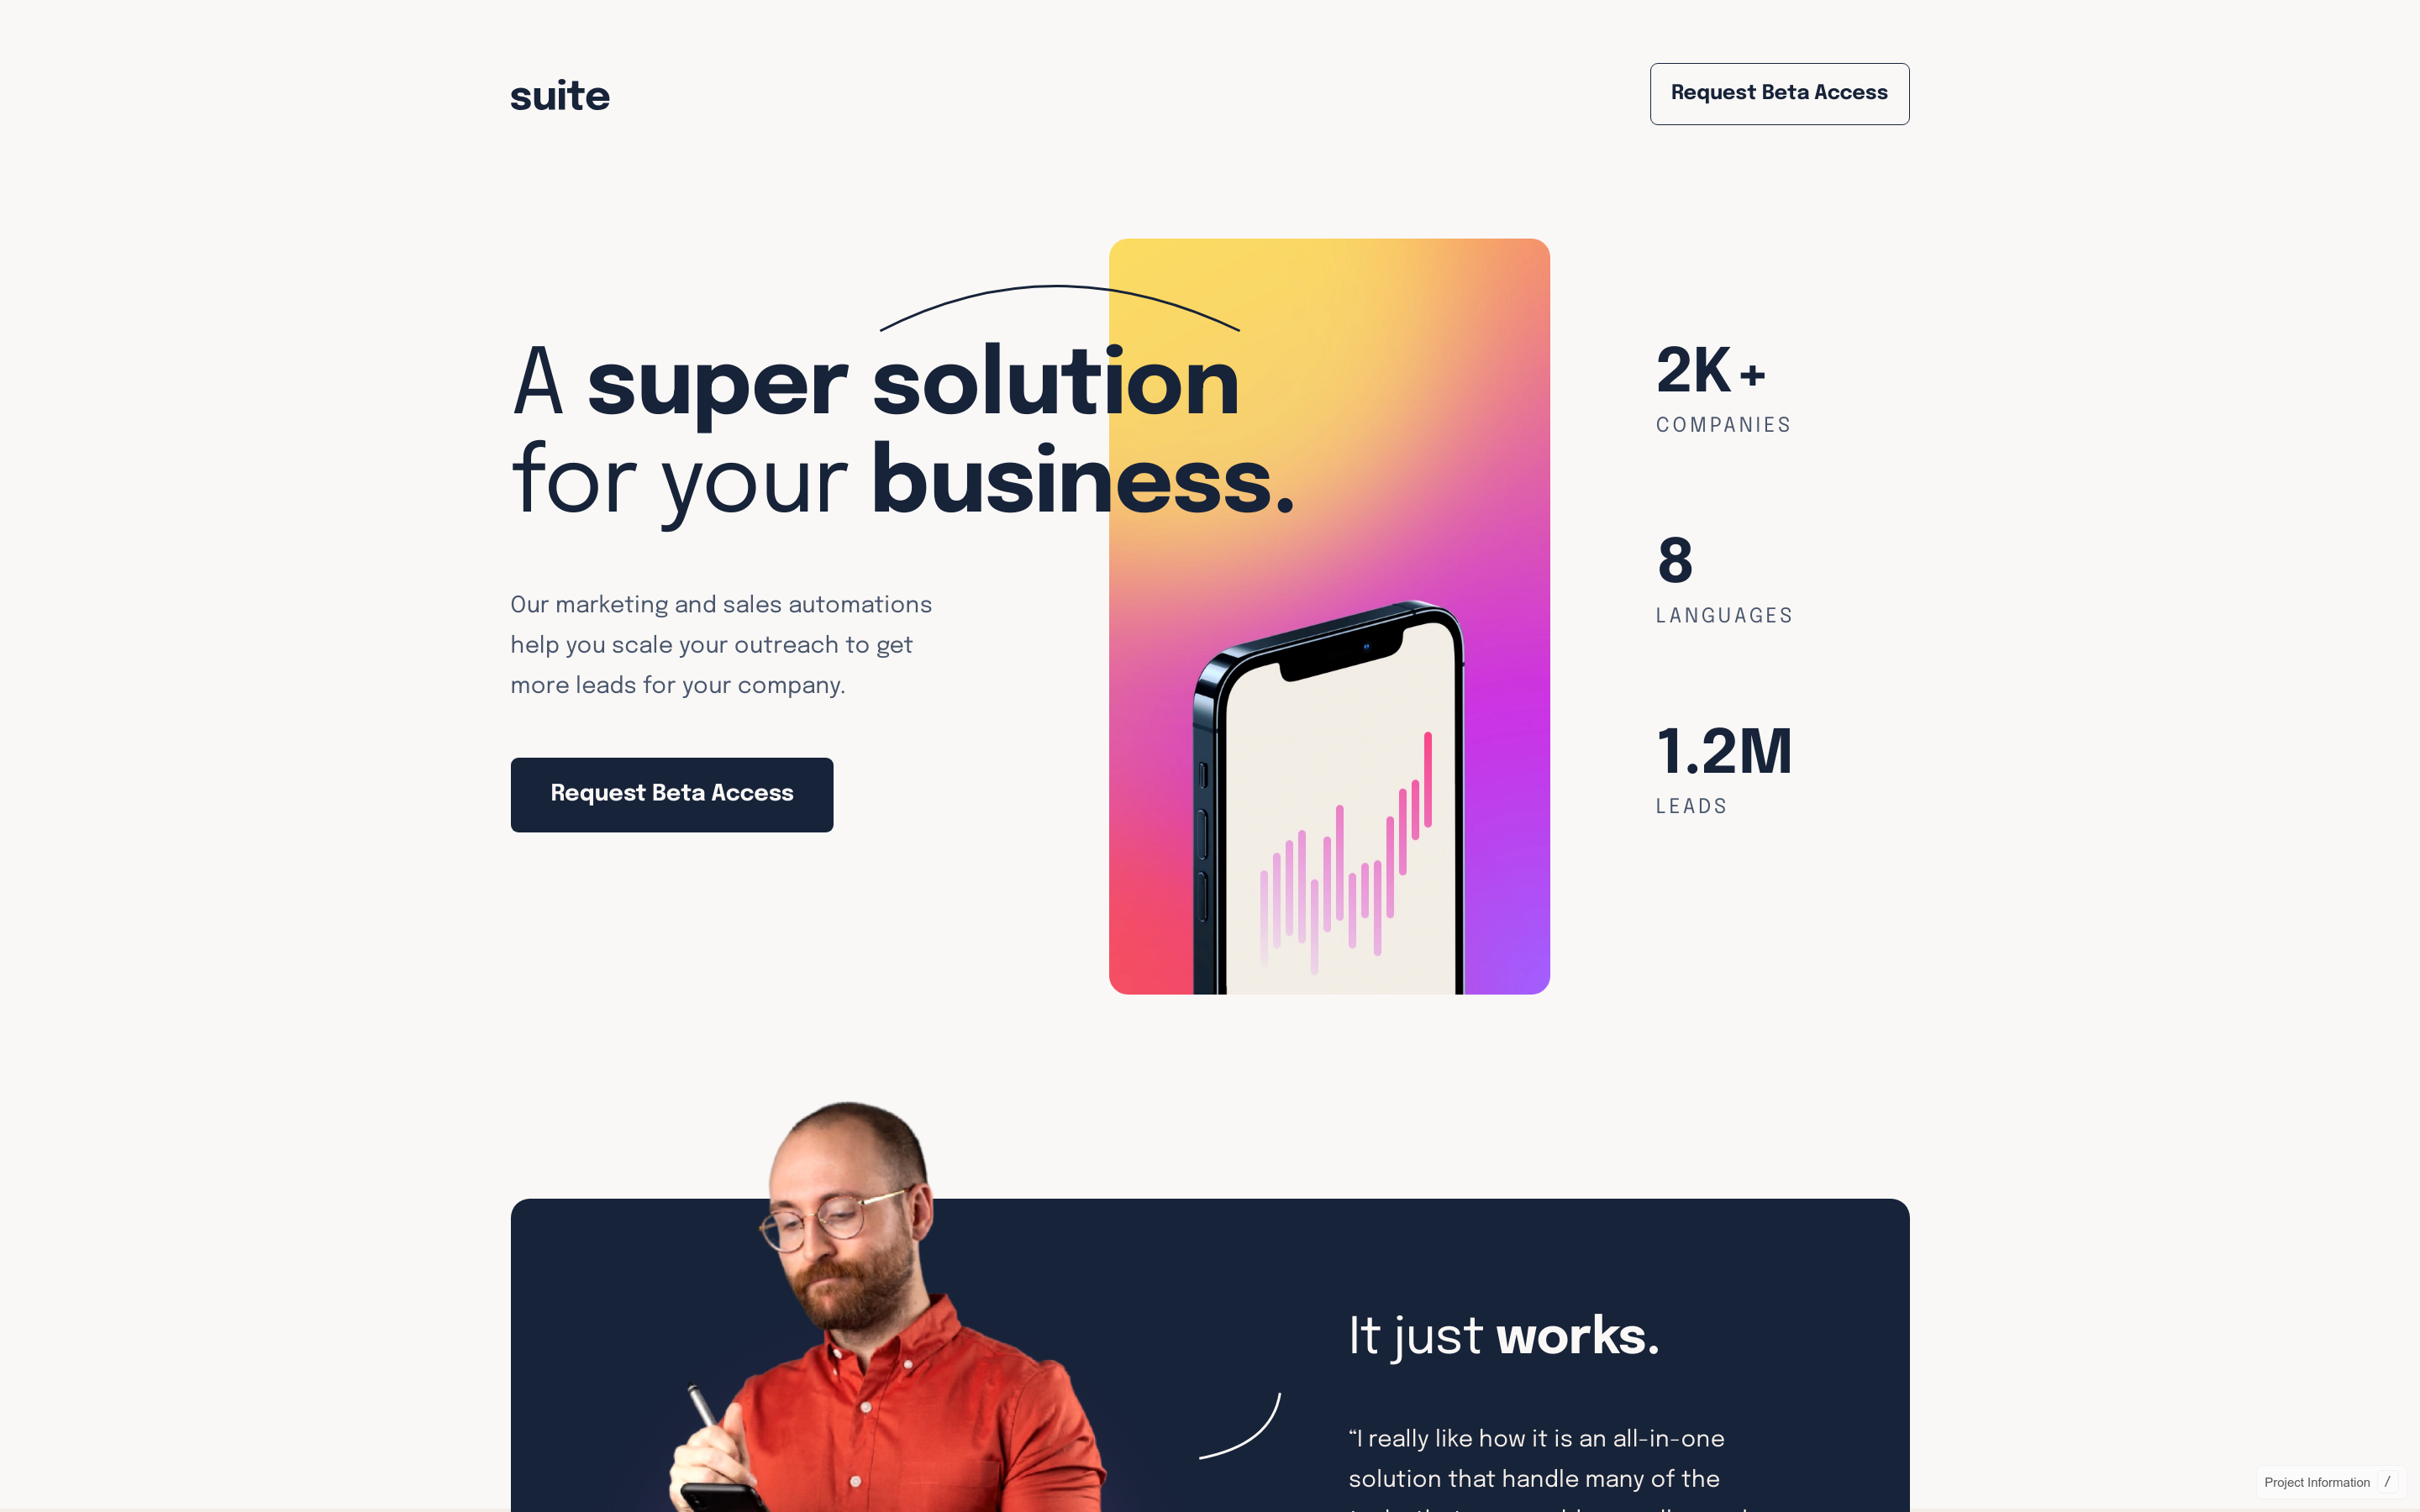 suite
Request Beta Access
A super solution
for your business.
Our marketing and sales automations
help you scale your outreach to get
more leads for your company.
Request Beta Access
2K+
COMPANIES
8
LANGUAGES
1.2M
LEADS
It just works.
“I really like how it is an all-in-one
solution that handle many of the
Project Information /